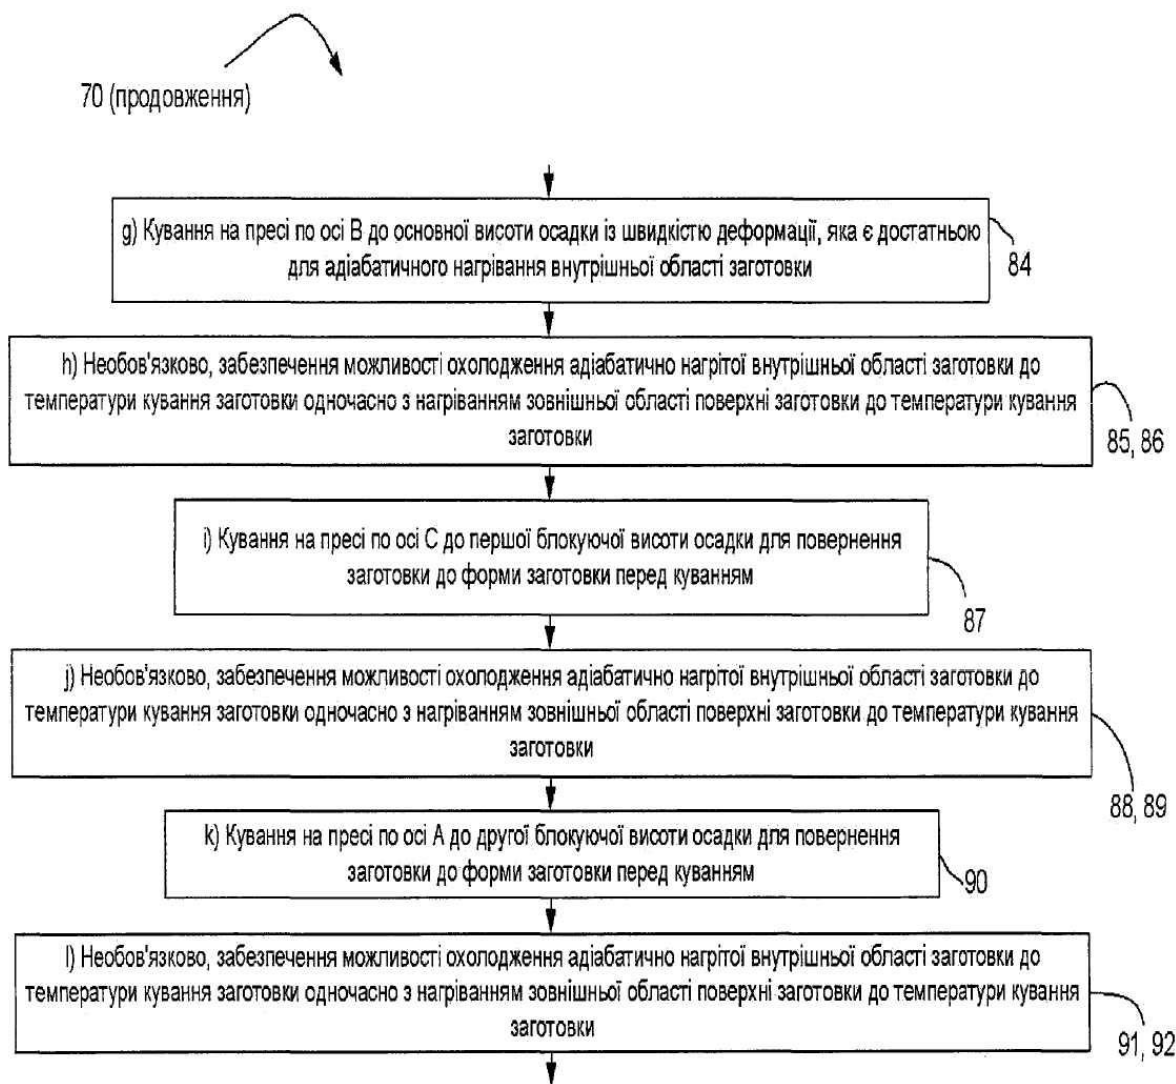 70 (продовження)
g) Кування на пресі по осі B до основної висоти осадки із швидкістю деформації, яка є достатньою
для адіабатичного нагрівання внутрішньої області заготовки
84
h) Необов'язково, забезпечення можливості охолодження адіабатично нагрітої внутрішньої області заготовки до
температури кування заготовки одночасно з нагріванням зовнішньої області поверхні заготовки до температури кування
заготовки
85, 86
i) Кування на пресі по осі C до першої блокуючої висоти осадки для повернення
заготовки до форми заготовки перед куванням
87
j) Необов'язково, забезпечення можливості охолодження адіабатично нагрітої внутрішньої області заготовки до
температури кування заготовки одночасно з нагріванням зовнішньої області поверхні заготовки до температури кування
заготовки
88, 89
k) Кування на пресі по осі A до другої блокуючої висоти осадки для повернення
заготовки до форми заготовки перед куванням
90
l) Необов'язково, забезпечення можливості охолодження адіабатично нагрітої внутрішньої області заготовки до
температури кування заготовки одночасно з нагріванням зовнішньої області поверхні заготовки до температури кування
заготовки
91, 92